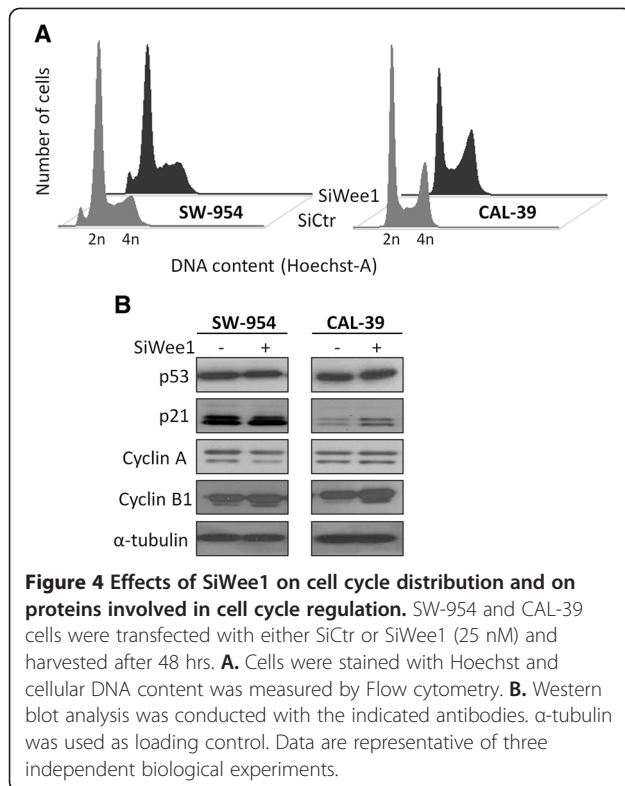 A
Number of cells
SiWee1
SW-954
SiCtr
CAL-39
2n 4n
2n 4n
DNA content (Hoechst-A)
B
SW-954 CAL-39
SiWee1 - + - +
p53
p21
Cyclin A
Cyclin B1
α-tubulin
Figure 4 Effects of SiWee1 on cell cycle distribution and on
proteins involved in cell cycle regulation. SW-954 and CAL-39
cells were transfected with either SiCtr or SiWee1 (25 nM) and
harvested after 48 hrs. A. Cells were stained with Hoechst and
cellular DNA content was measured by Flow cytometry. B. Western
blot analysis was conducted with the indicated antibodies. α-tubulin
was used as loading control. Data are representative of three
independent biological experiments.